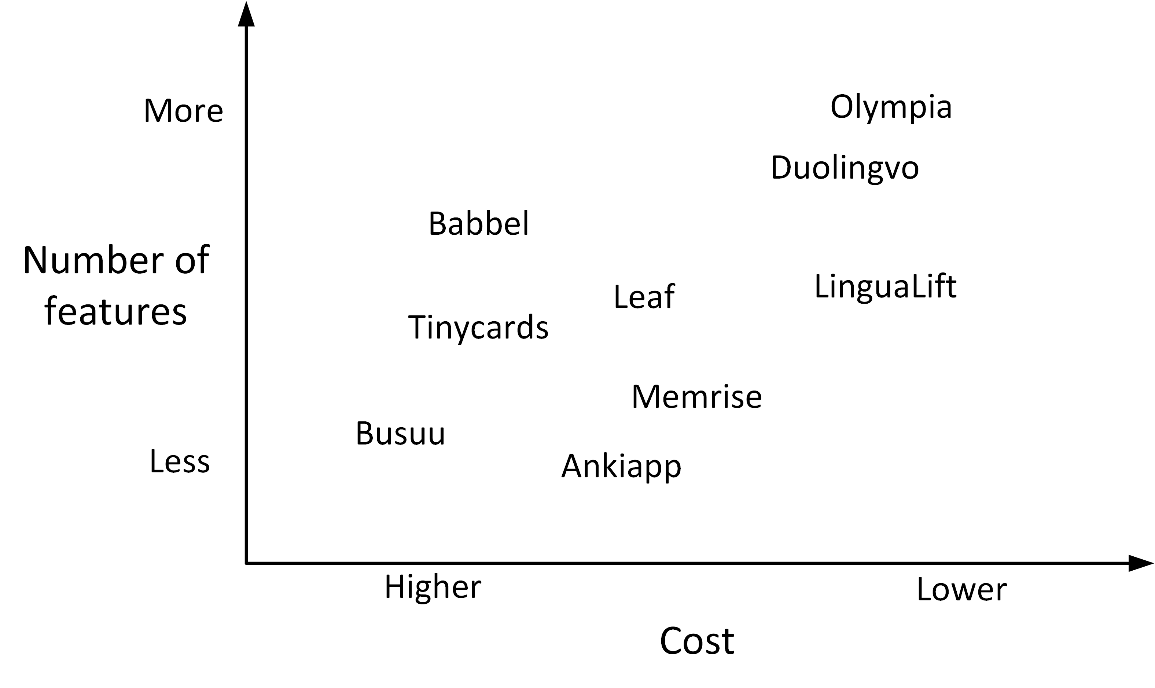 More
Olympia
Duolingvo
Babbel
Number of
features
Leaf
LinguaLift
Tinycards
Memrise
Busuu
Less
Ankiapp
Higher
Lower
Cost